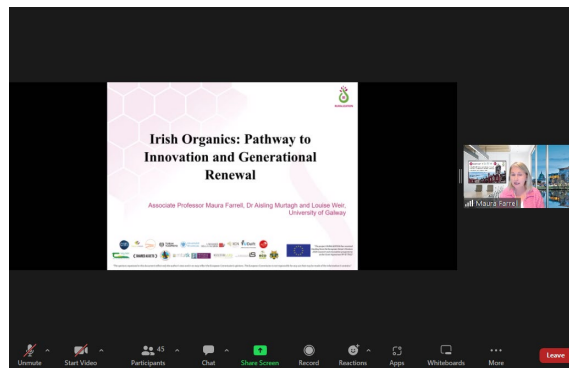 Irish Organics: Pathway to
Innovation and Generational
Renewal
Associate Professor Maura Farrell, Dr Aisling Murtagh and Louise Weir,
University of Galway
Maura Farrell
45
Unmute
Start Video
Participants
Chat
Share Screen
Record
Reactions
Apps
Whiteboards
More
Leave